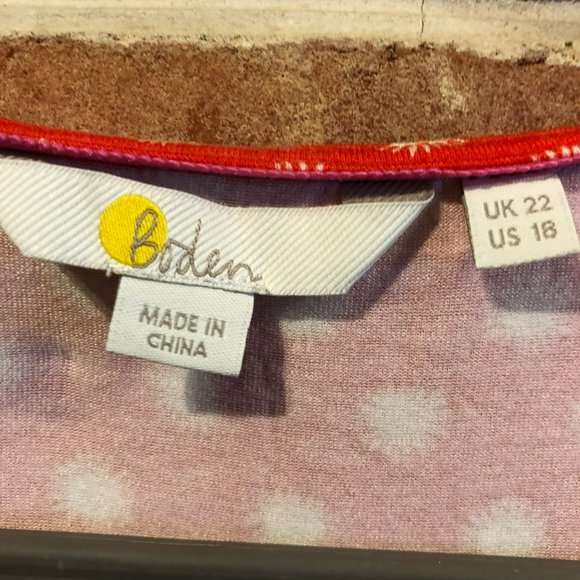 Boden
MADE IN
CHINA
UK 22
US 18